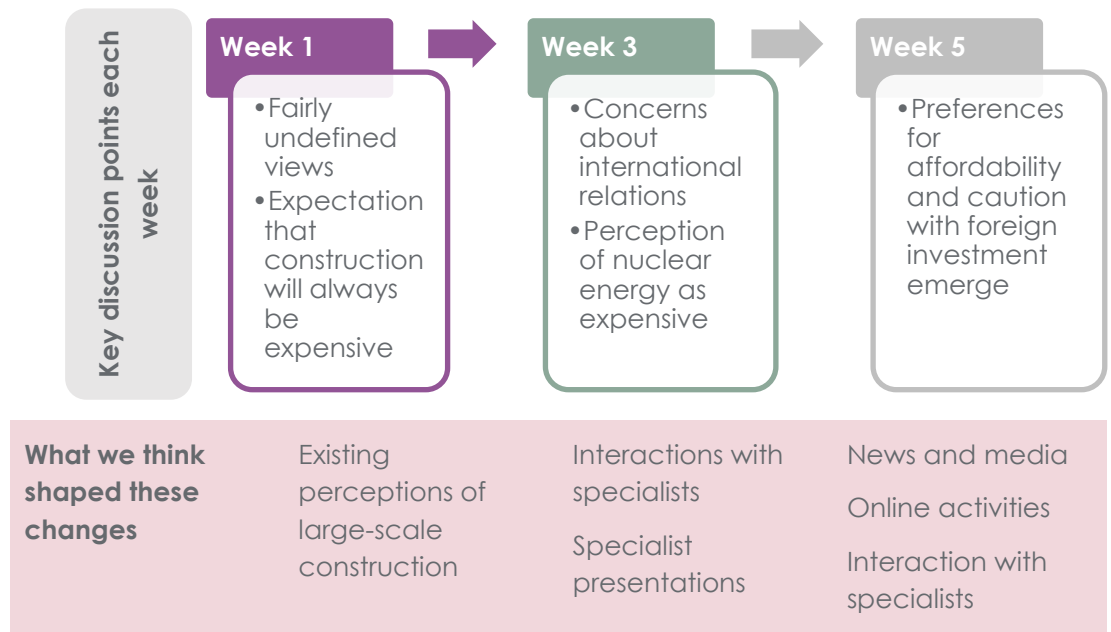 Key discussion points each
week
Week 1
•Fairly
undefined
views
•Expectation
that
construction
will always
be
expensive
Week 3
•Concerns
about
international
relations
•Perception
of nuclear
energy as
expensive
Week 5
•Preferences
for
affordability
and caution
with foreign
investment
emerge
What we think
shaped these
changes
Existing
perceptions of
large-scale
construction
Interactions with
specialists
Specialist
presentations
News and media
Online activities
Interaction with
specialists